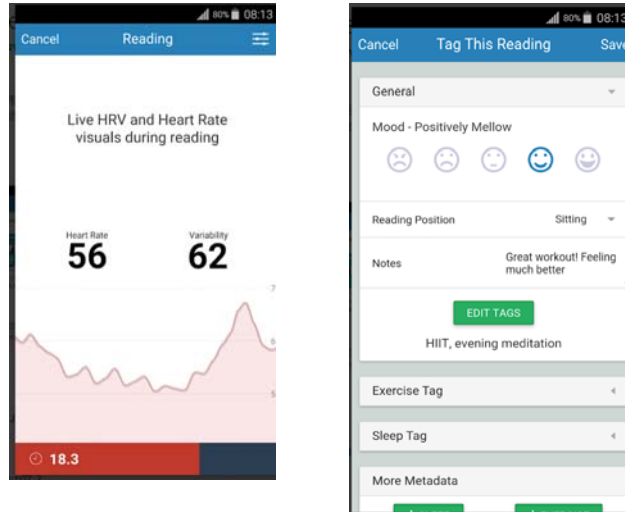 80% 08:13
Cancel Reading
Live HRV and Heart Rate
visuals during reading
Heart Rate Variability
56 62
7
6
5
18.3
80% 08:13
Cancel Tag This Reading Save
General
Mood - Positively Mellow
Reading Position Sitting
Notes Great workout! Feeling
much better
EDIT TAGS
HIIT, evening meditation
Exercise Tag
Sleep Tag
More Metadata